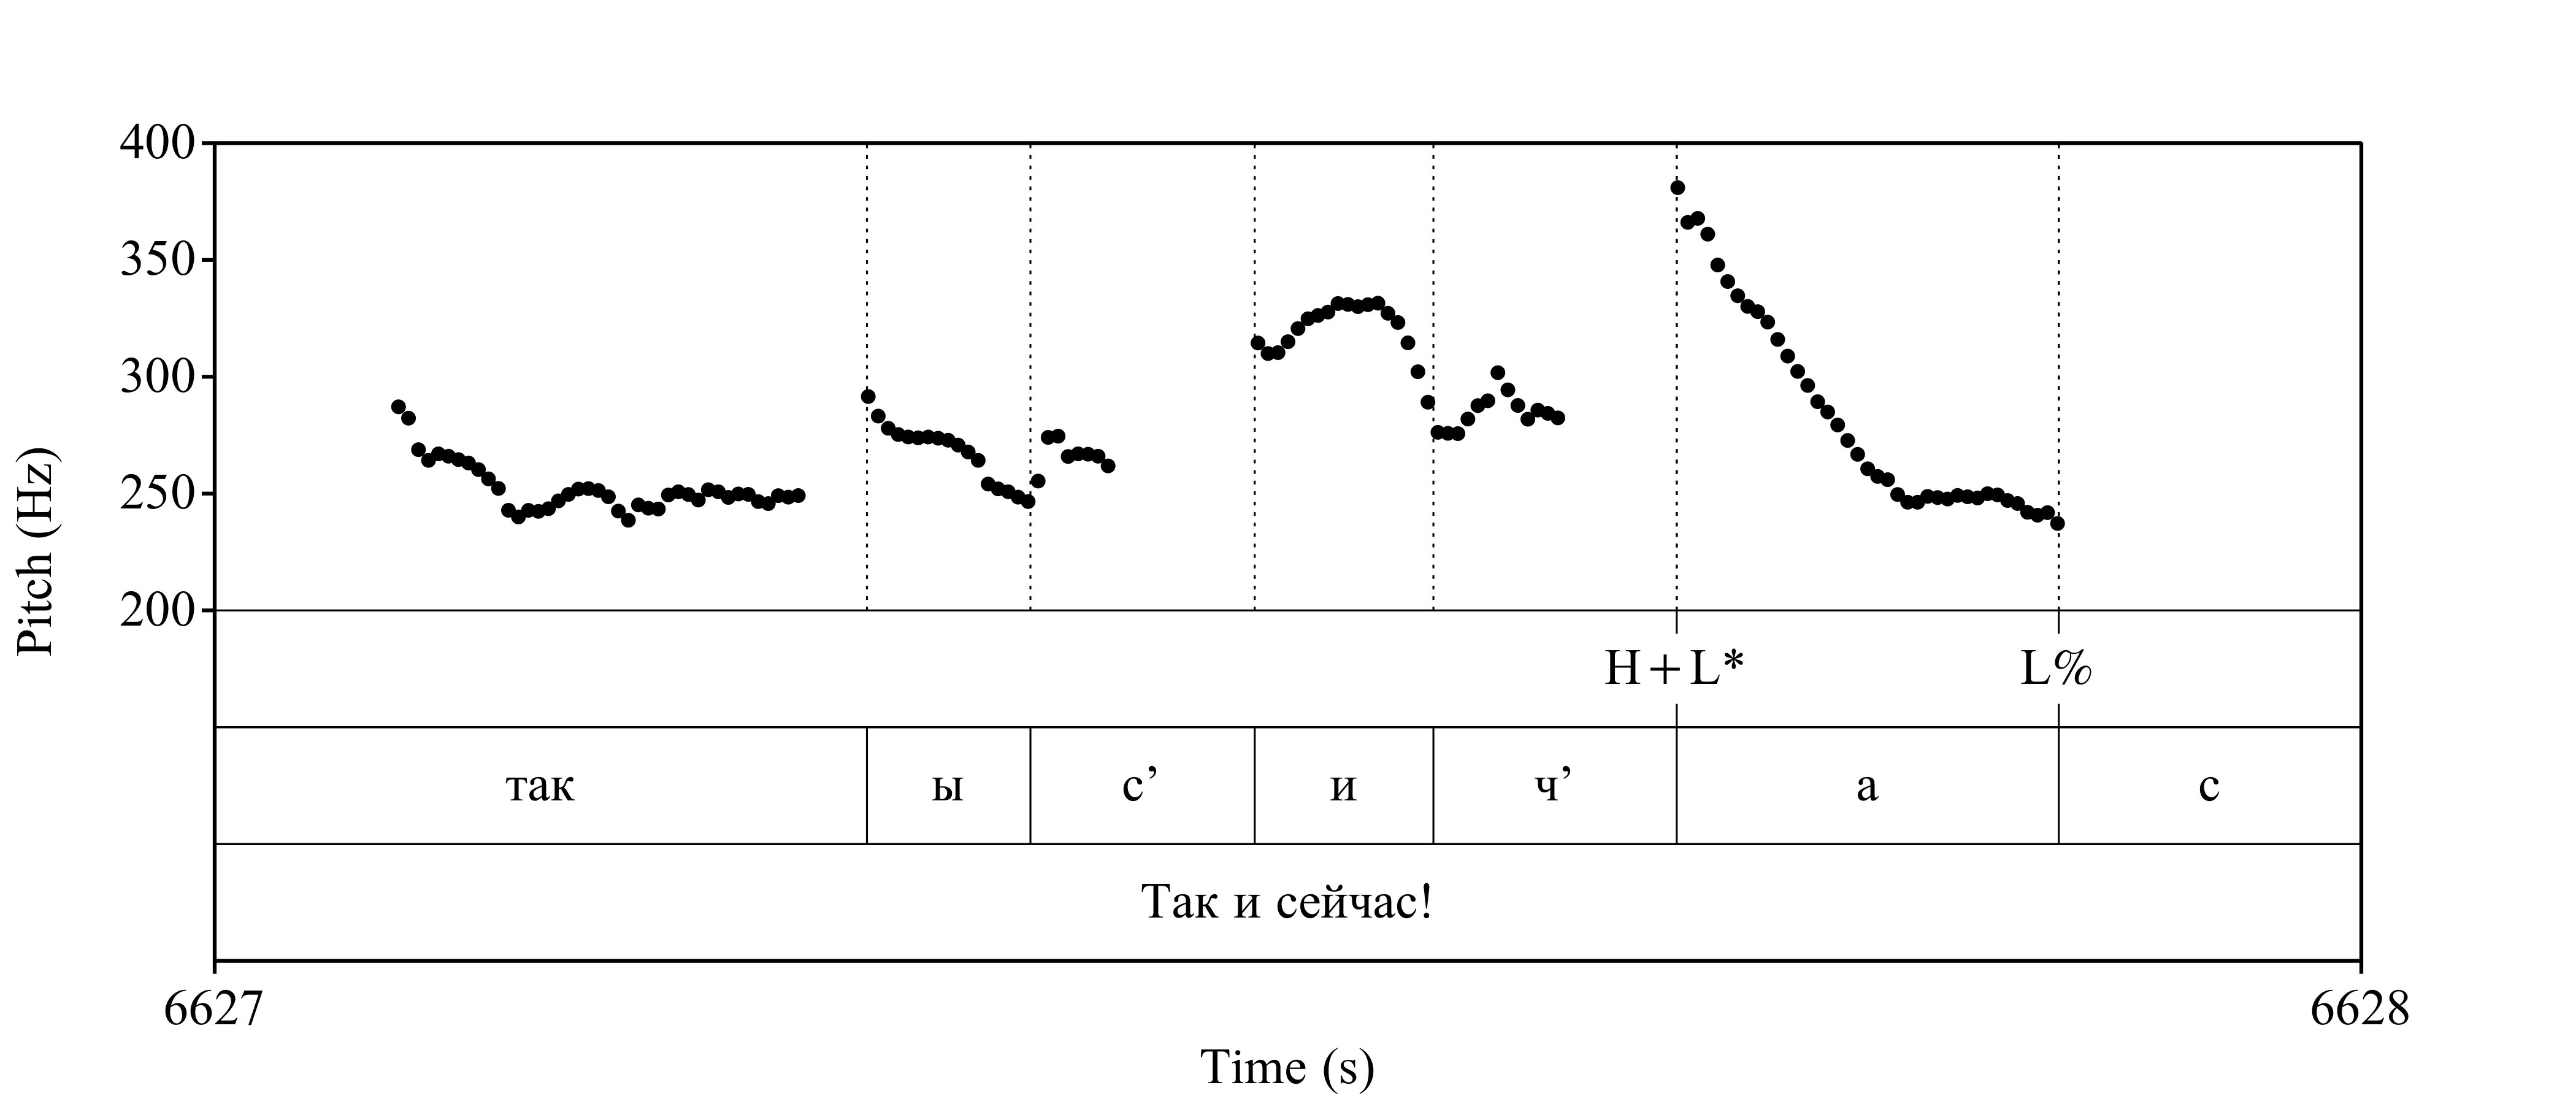 400
350
300
250
200
Pitch (Hz)
H+L* L%
так ы с’ и ч’ а с
Так и сейчас!
6627 6628
Time (s)